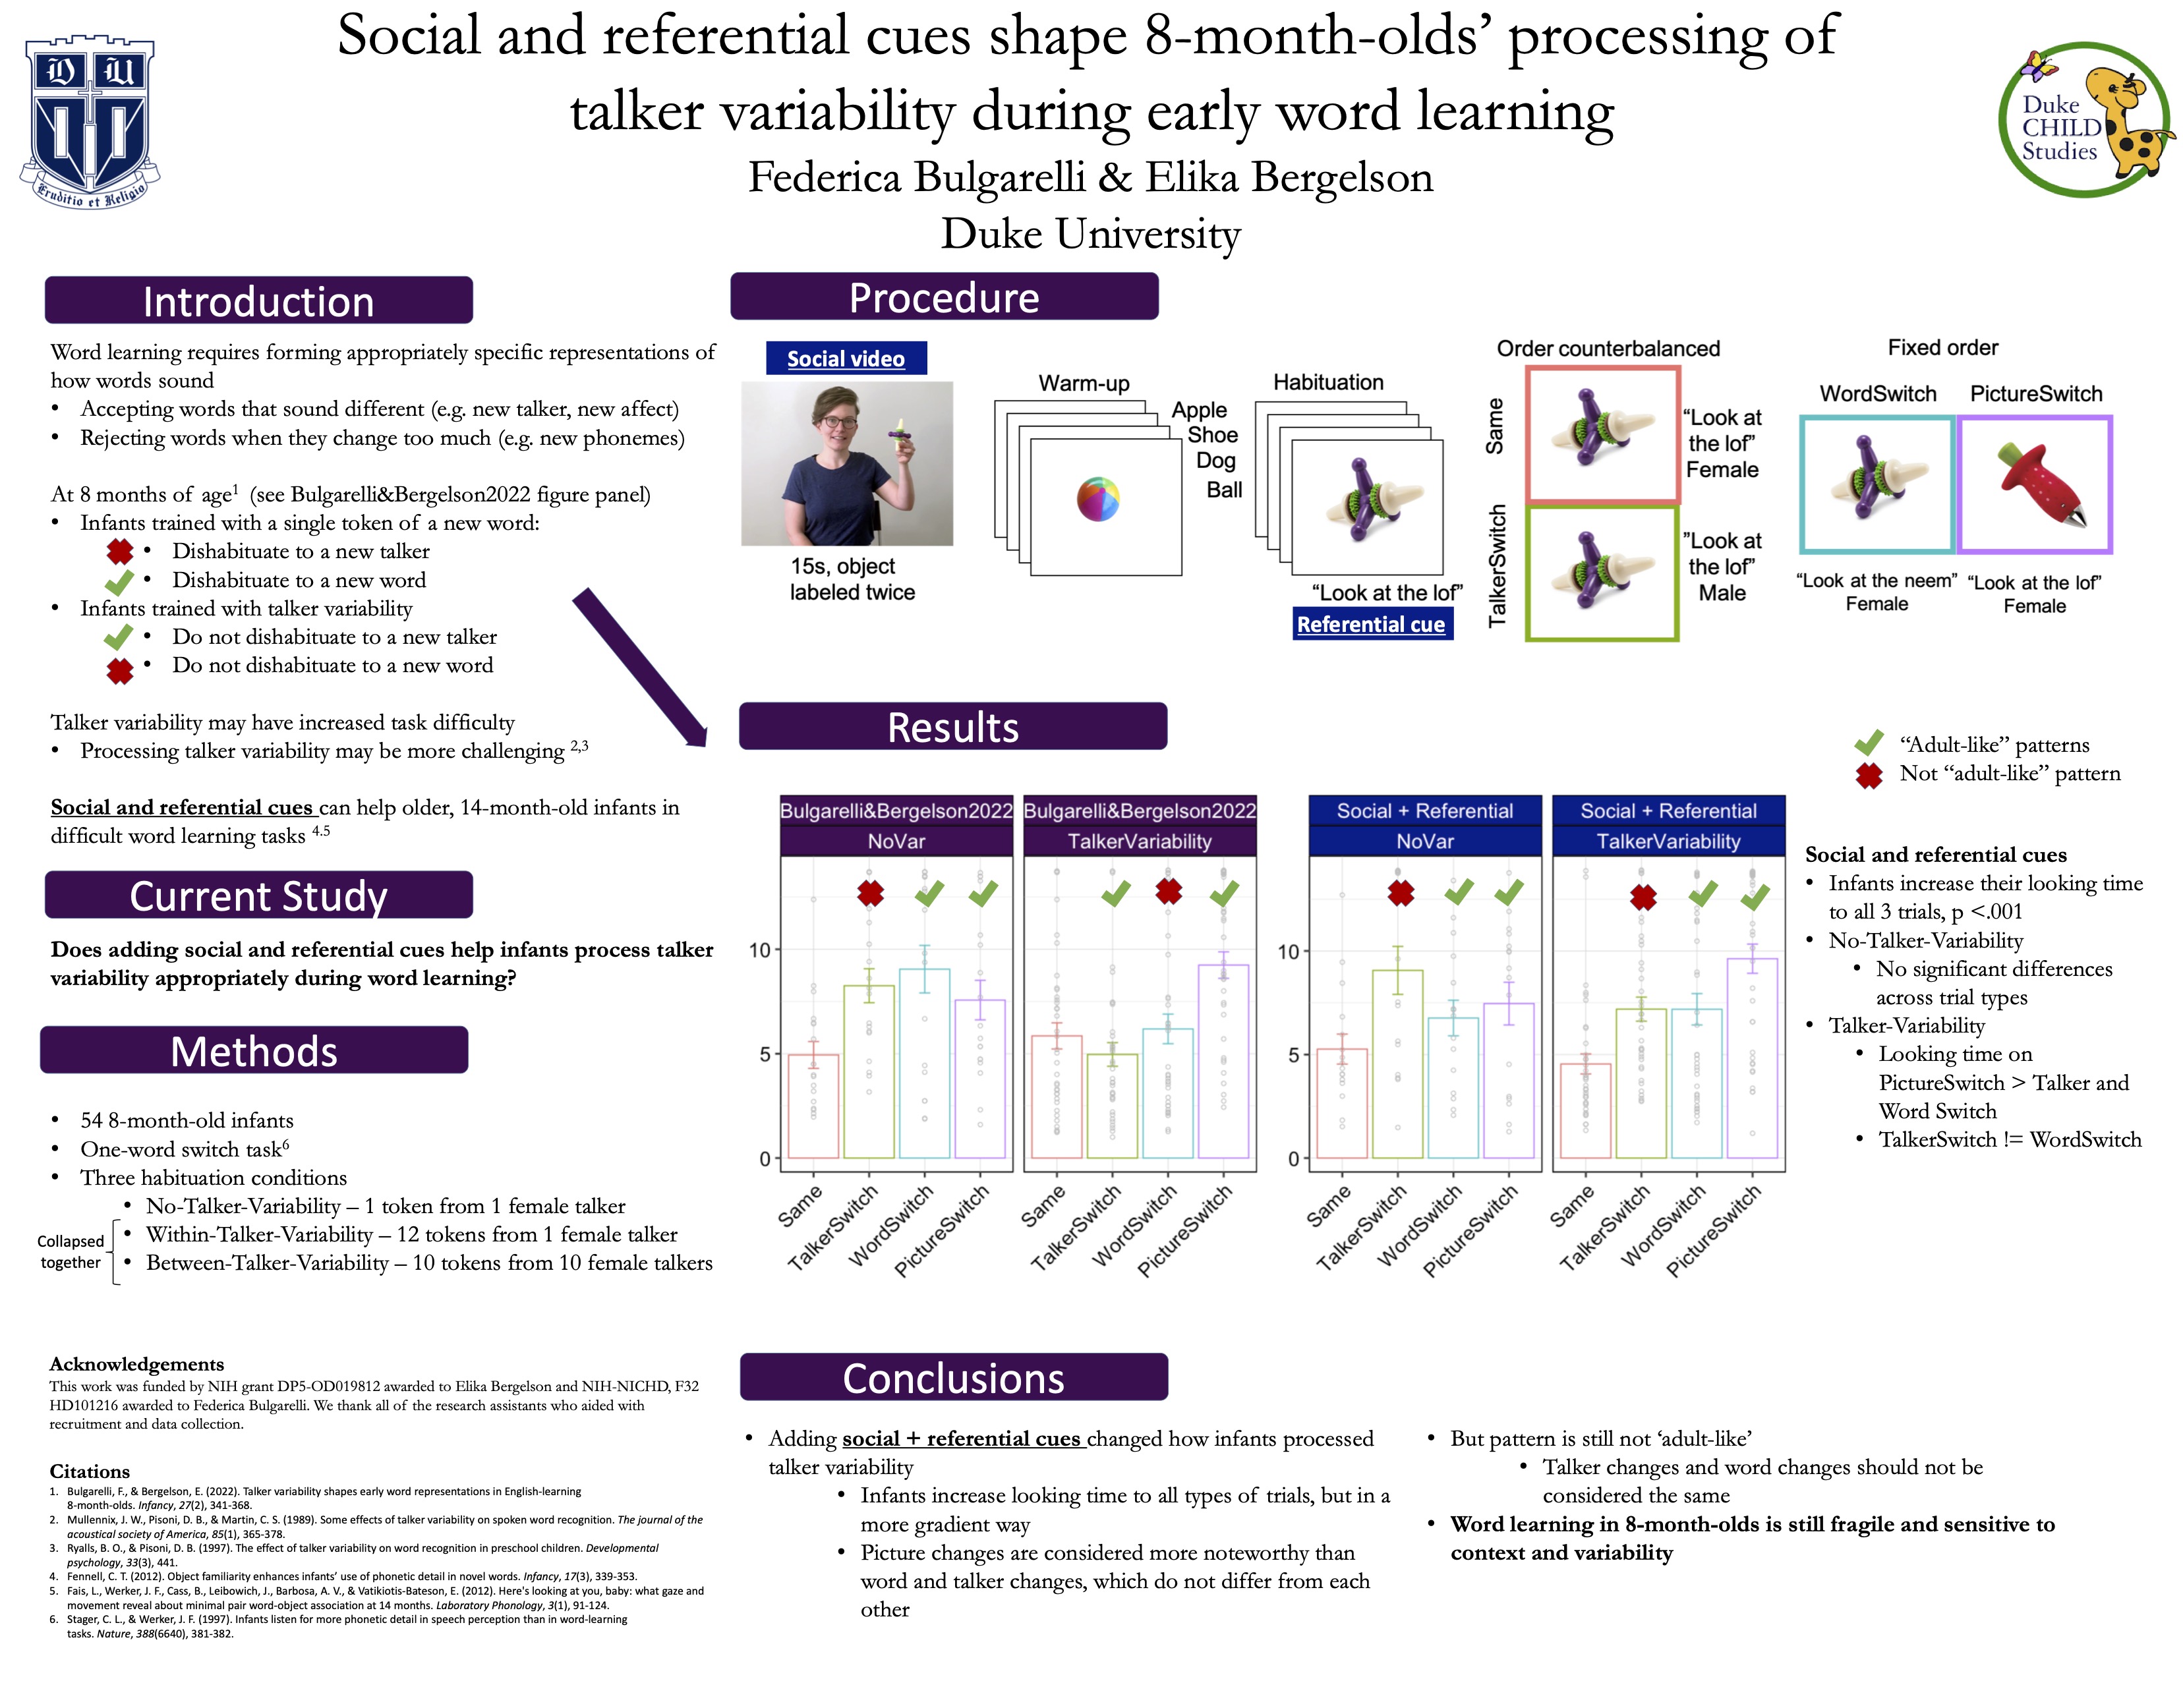 Social and referential cues shape 8-month-olds’ processing of
talker variability during early word learning
Federica Bulgarelli & Elika Bergelson
Duke University
D U
Eruditio et Religio
Duke
CHILD
Studies
Introduction
Word learning requires forming appropriately specific representations of
how words sound
• Accepting words that sound different (e.g. new talker, new affect)
• Rejecting words when they change too much (e.g. new phonemes)
At 8 months of age1 (see Bulgarelli&Bergelson2022 figure panel)
• Infants trained with a single token of a new word:
• Dishabituate to a new talker
• Dishabituate to a new word
• Infants trained with talker variability
• Do not dishabituate to a new talker
• Do not dishabituate to a new word
Talker variability may have increased task difficulty
• Processing talker variability may be more challenging 2,3
Social and referential cues can help older, 14-month-old infants in
difficult word learning tasks 4.5
Current Study
Does adding social and referential cues help infants process talker
variability appropriately during word learning?
Methods
• 54 8-month-old infants
• One-word switch task6
• Three habituation conditions
• No-Talker-Variability – 1 token from 1 female talker
• Within-Talker-Variability – 12 tokens from 1 female talker
• Between-Talker-Variability – 10 tokens from 10 female talkers
Collapsed
together
Acknowledgements
This work was funded by NIH grant DP5-OD019812 awarded to Elika Bergelson and NIH-NICHD, F32
HD101216 awarded to Federica Bulgarelli. We thank all of the research assistants who aided with
recruitment and data collection.
Citations
1. Bulgarelli, F., & Bergelson, E. (2022). Talker variability shapes early word representations in English-learning
8-month-olds. Infancy, 27(2), 341-368.
2. Mullennix, J. W., Pisoni, D. B., & Martin, C. S. (1989). Some effects of talker variability on spoken word recognition. The journal of the
acoustical society of America, 85(1), 365-378.
3. Ryalls, B. O., & Pisoni, D. B. (1997). The effect of talker variability on word recognition in preschool children. Developmental
psychology, 33(3), 441.
4. Fennell, C. T. (2012). Object familiarity enhances infants’ use of phonetic detail in novel words. Infancy, 17(3), 339-353.
5. Fais, L., Werker, J. F., Cass, B., Leibowich, J., Barbosa, A. V., & Vatikiotis-Bateson, E. (2012). Here's looking at you, baby: what gaze and
movement reveal about minimal pair word-object association at 14 months. Laboratory Phonology, 3(1), 91-124.
6. Stager, C. L., & Werker, J. F. (1997). Infants listen for more phonetic detail in speech perception than in word-learning
tasks. Nature, 388(6640), 381-382.
Procedure
Social video
15s, object
labeled twice
Warm-up
Apple
Shoe
Dog
Ball
Habituation
“Look at the lof”
Referential cue
Order counterbalanced
Same
“Look at
the lof”
Female
TalkerSwitch
"Look at
the lof”
Male
Fixed order
WordSwitch PictureSwitch
“Look at the neem” “Look at the lof”
Female Female
Results
“Adult-like” patterns
Not “adult-like” pattern
Bulgarelli&Bergelson2022 Bulgarelli&Bergelson2022 Social + Referential Social + Referential
NoVar TalkerVariability NoVar TalkerVariability
10 10
5 5
0 0
Same TalkerSwitch WordSwitch PictureSwitch Same TalkerSwitch WordSwitch PictureSwitch Same TalkerSwitch WordSwitch PictureSwitch Same TalkerSwitch WordSwitch PictureSwitch
Social and referential cues
• Infants increase their looking time
to all 3 trials, p <.001
• No-Talker-Variability
• No significant differences
across trial types
• Talker-Variability
• Looking time on
PictureSwitch > Talker and
Word Switch
• TalkerSwitch != WordSwitch
Conclusions
• Adding social + referential cues changed how infants processed
talker variability
• Infants increase looking time to all types of trials, but in a
more gradient way
• Picture changes are considered more noteworthy than
word and talker changes, which do not differ from each
other
• But pattern is still not ‘adult-like’
• Talker changes and word changes should not be
considered the same
• Word learning in 8-month-olds is still fragile and sensitive to
context and variability